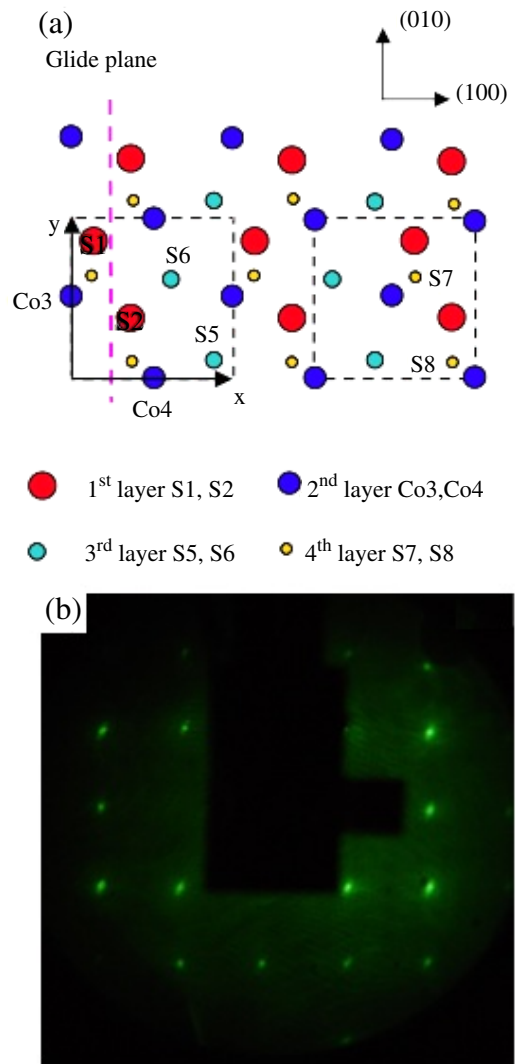 (a)
Glide plane
(010)
(100)
y
S1
S6
S7
Co3
S2
S5
S8
x
Co4
1st layer S1, S2
2nd layer Co3,Co4
3rd layer S5, S6
4th layer S7, S8
(b)